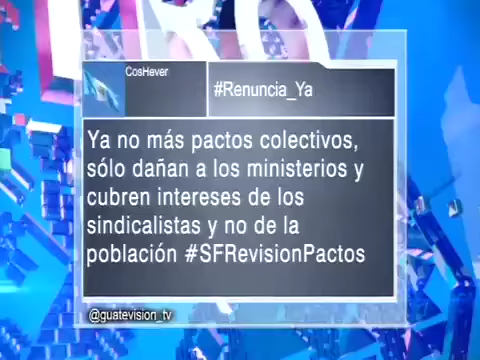 CosHever
#Renuncia_Ya
Ya no más pactos colectivos,
sólo dañan a los ministerios y
cubren intereses de los
sindicalistas y no de la
población #SFRevisionPactos
@guatevision_tv